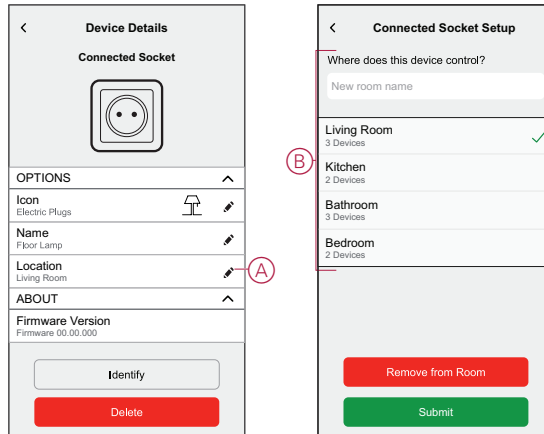 Device Details
Connected Socket
OPTIONS
Icon
Electric Plugs
Name
Floor Lamp
Location
Living Room
A
ABOUT
Firmware Version
Firmware 00.00.000
Identify
Delete
Connected Socket Setup
Where does this device control?
New room name
B
Living Room
3 Devices
Kitchen
2 Devices
Bathroom
3 Devices
Bedroom
2 Devices
Remove from Room
Submit